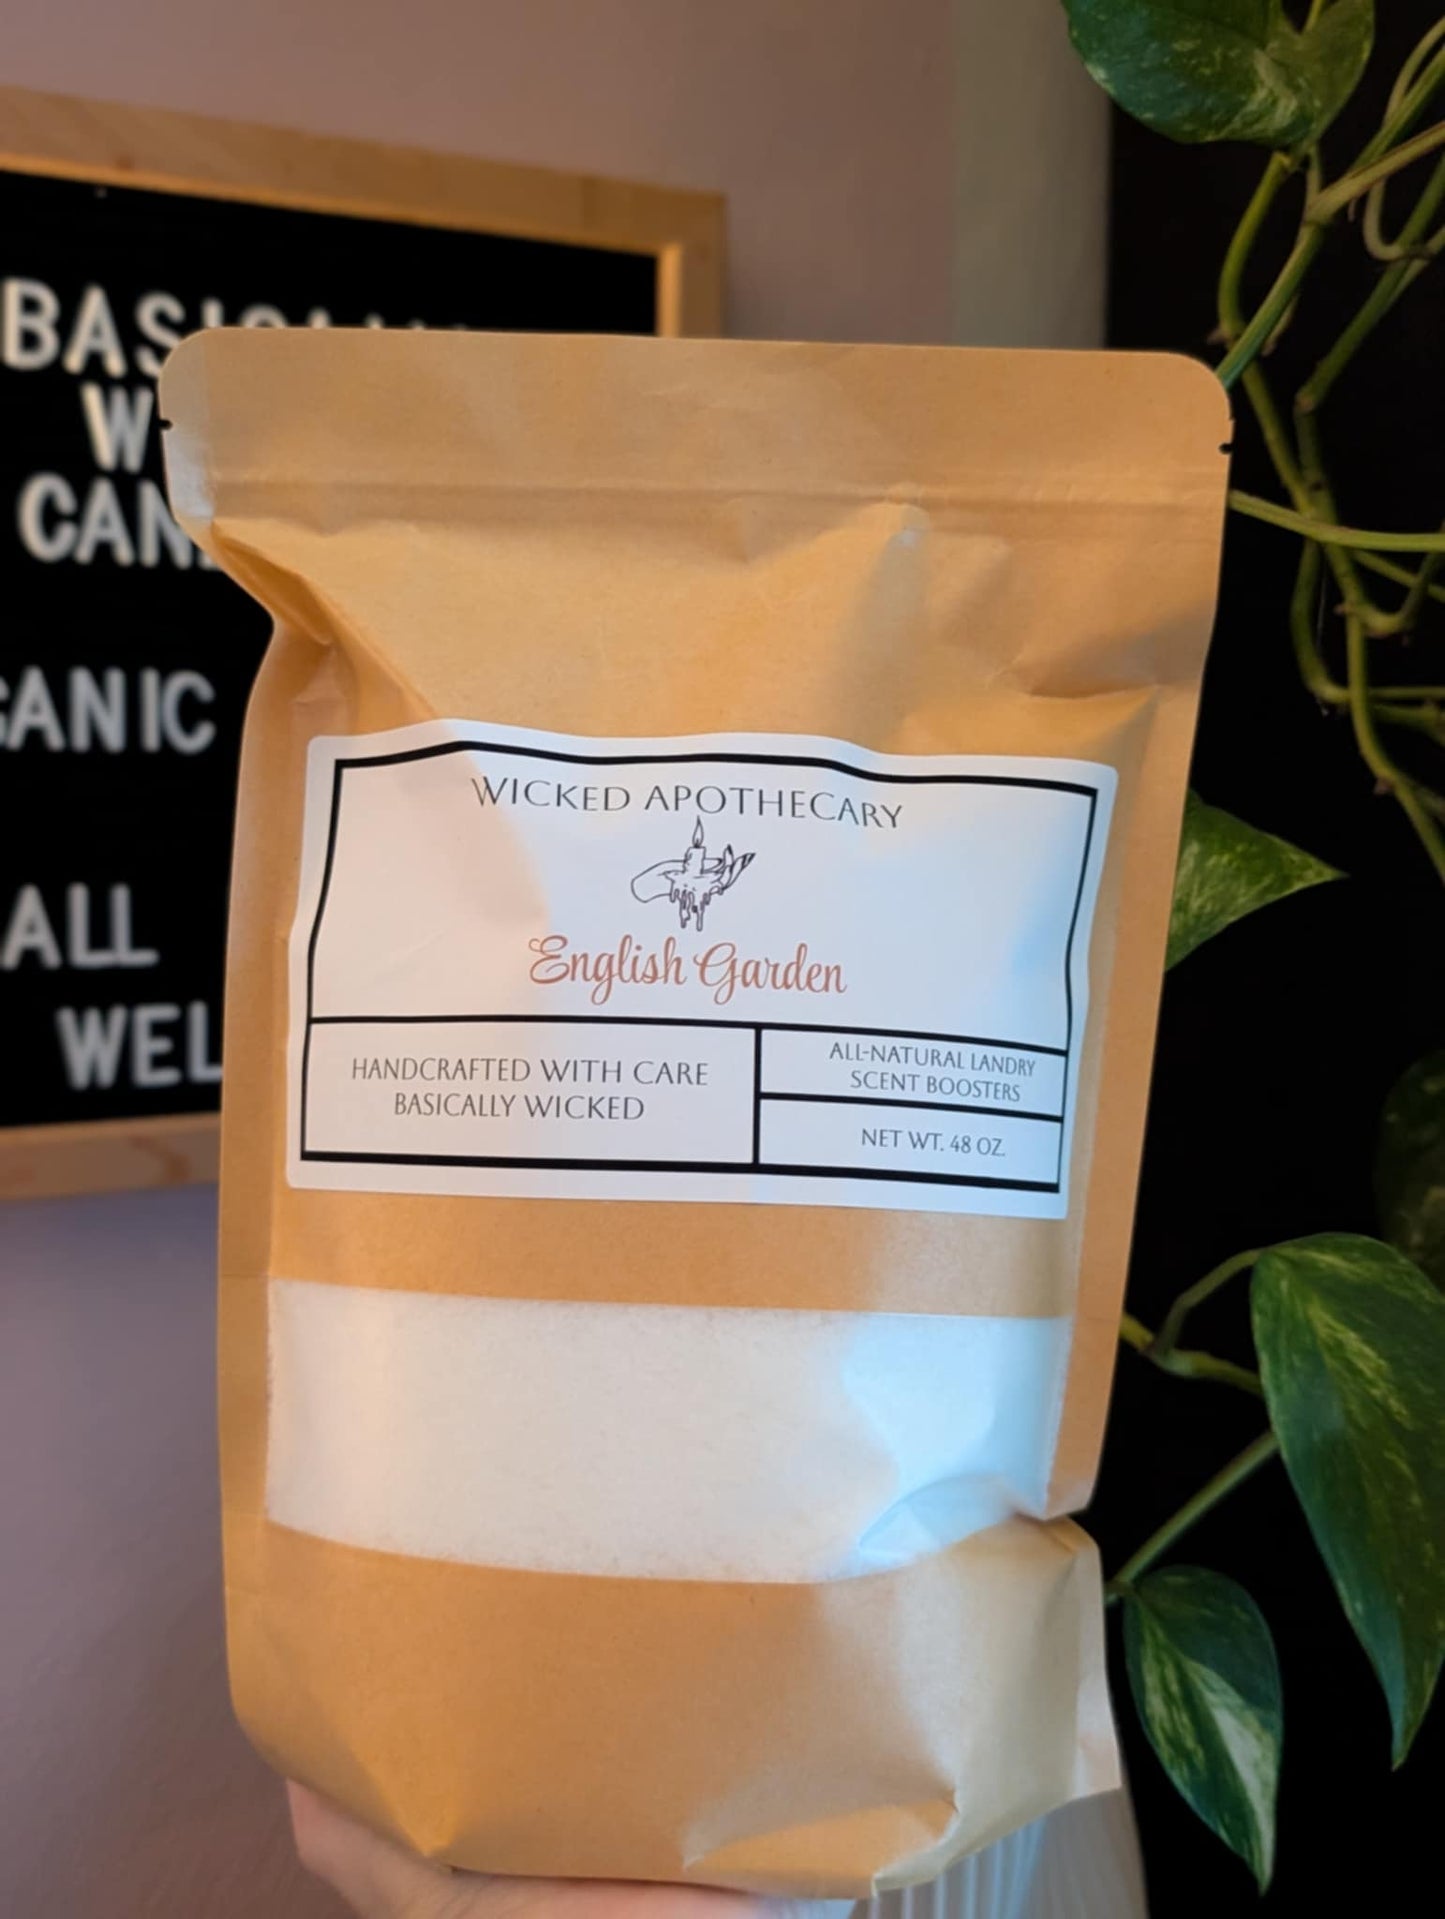 WICKED APOTHECARY
English Garden
HANDCRAFTED WITH CARE
BASICALLY WICKED
ALL-NATURAL LANDRY
SCENT BOOSTERS
NET WT. 48 OZ.
ALL